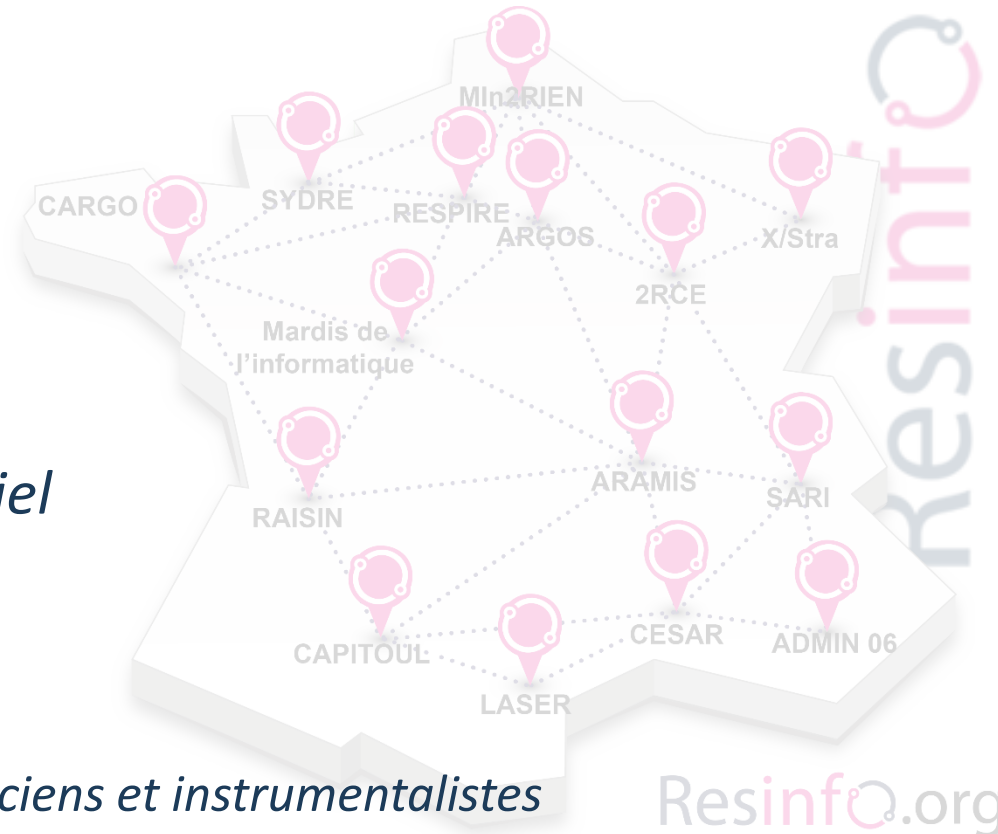 MIn2RIEN
CARGO
SYDRE
RESPIRE
ARGOS
X/Stra
2RCE
Mardis de
l'informatique
iel
ARAMIS
SARI
RAISIN
CESAR
ADMIN 06
CAPITOUL
LASER
ciens et instrumentalistes
Resinfo.org
Resinfo